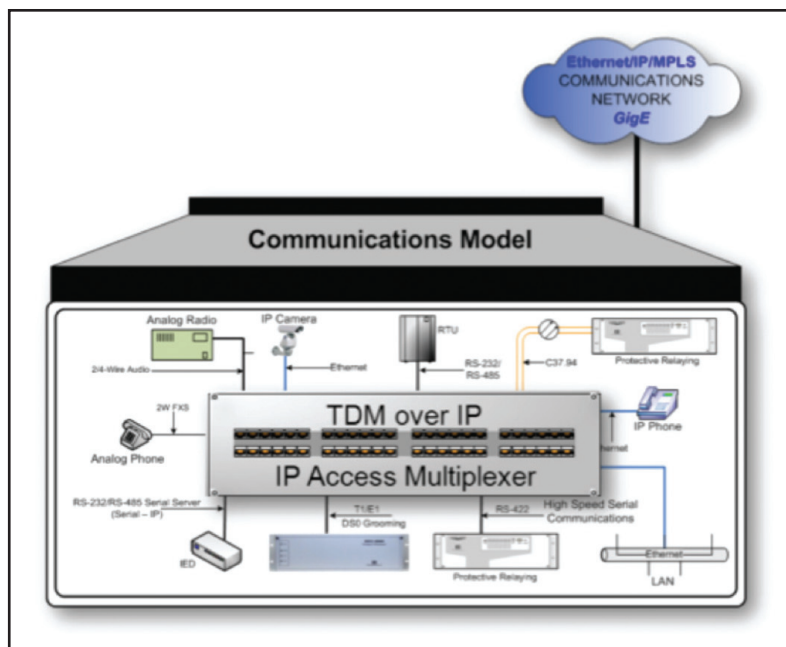 Ethernet/IP/MPLS
COMMUNICATIONS
NETWORK
GigE
Communications Model
Analog Radio
IP Camera
RTU
Protective Relaying
2/4-Wire Audio
Ethernet
RS-232/
RS-485
C37.94
2W FXS
Analog Phone
TDM over IP
IP Access Multiplexer
IP Phone
hernet
RS-232/RS-485 Serial Server
(Serial – IP)
T1/E1
DS0 Grooming
RS-422
High Speed Serial
Communications
IED
Protective Relaying
Ethernet
LAN